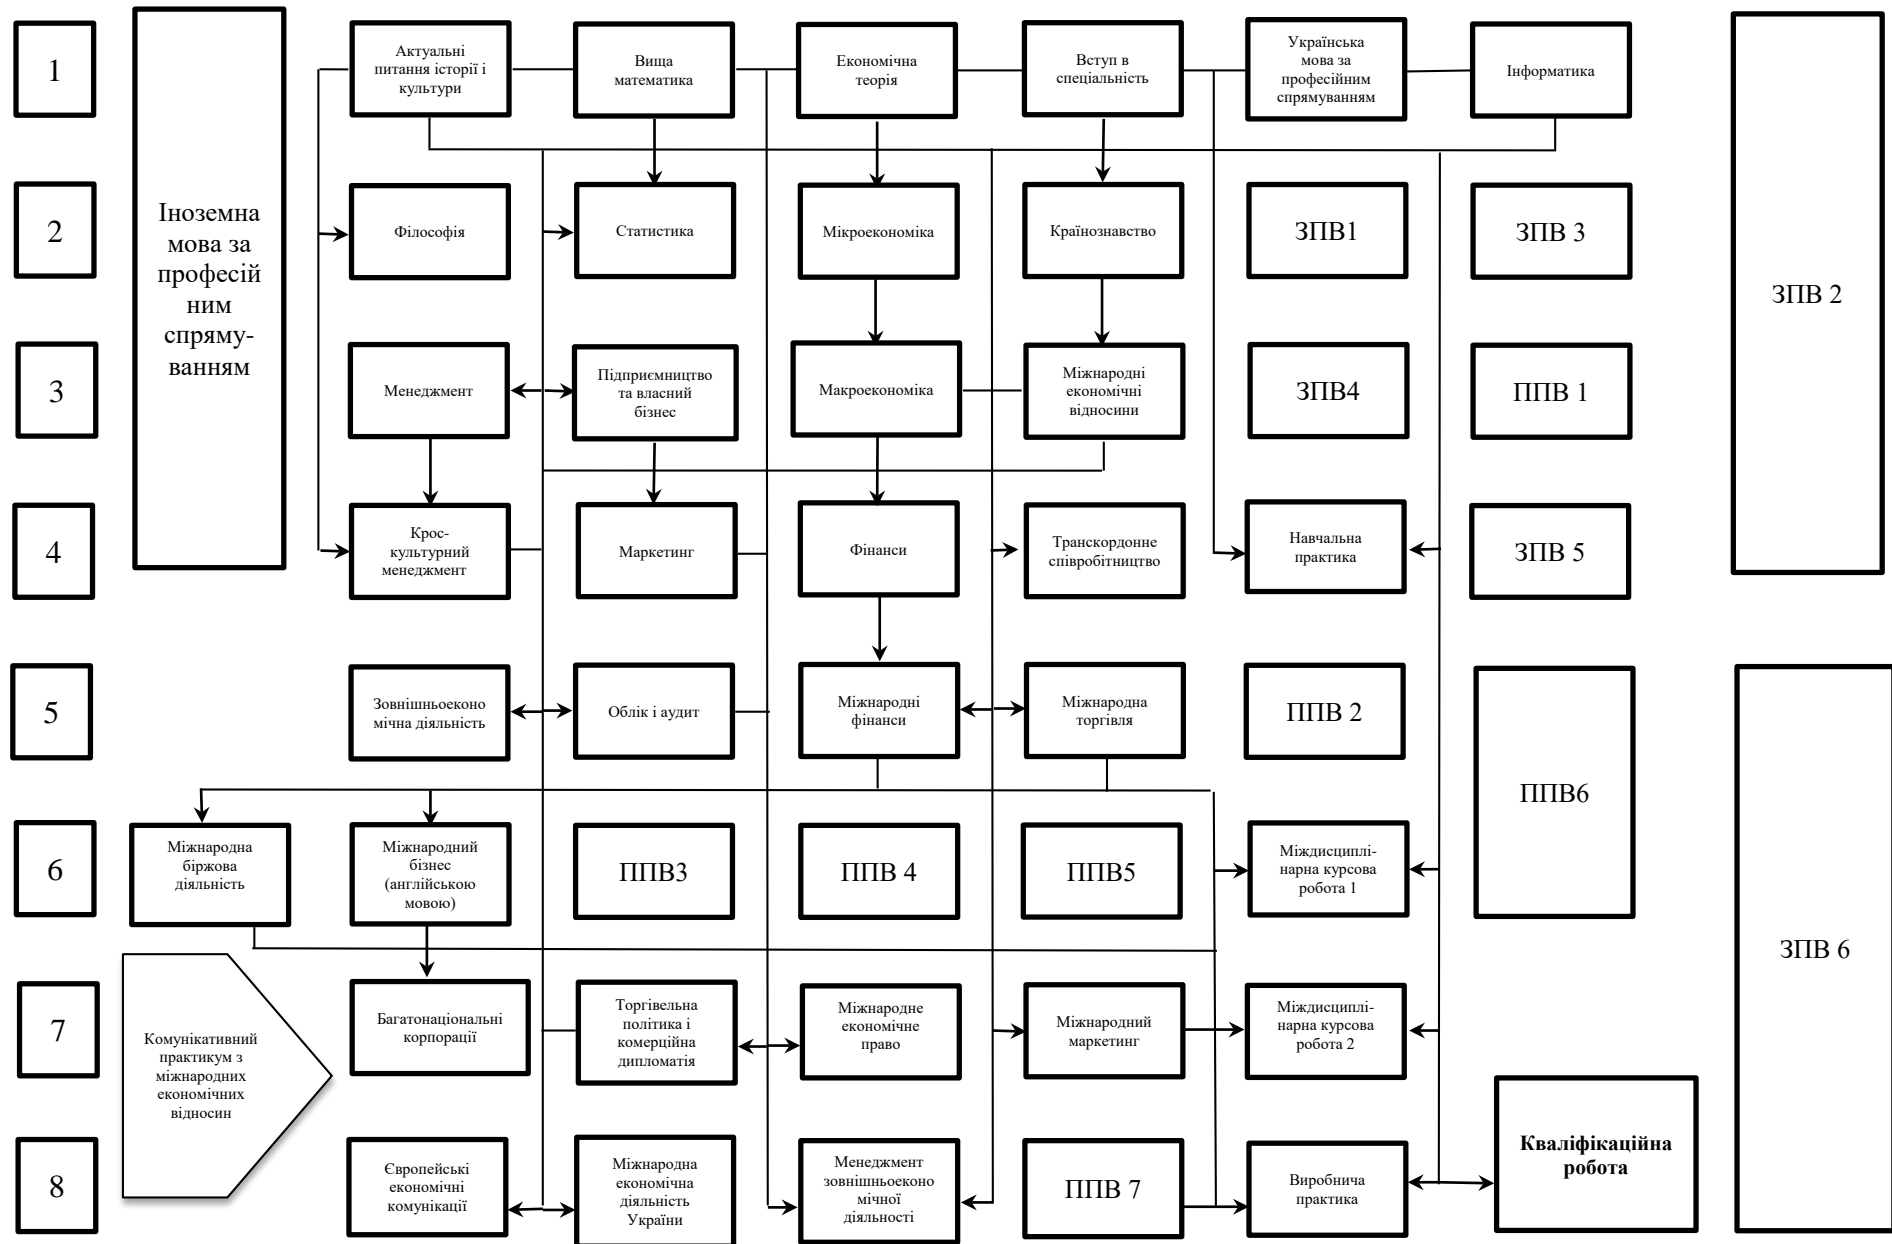 1
Актуальні
питання історії і
культури
Вища
математика
Економічна
теорія
Вступ в
спеціальність
Українська
мова за
професійним
спрямуванням
Інформатика
Іноземна
мова за
професій
ним
спряму-
ванням
ЗПВ 2
2
Філософія
Статистика
Мікроекономіка
Країнознавство
ЗПВ1
ЗПВ 3
3
Менеджмент
Підприємництво
та власний
бізнес
Макроекономіка
Міжнародні
економічні
відносини
ЗПВ4
ППВ 1
4
Крос-
культурний
менеджмент
Маркетинг
Фінанси
Транскордонне
співробітництво
Навчальна
практика
ЗПВ 5
5
Зовнішньоеконо
мічна діяльність
Облік і аудит
Міжнародні
фінанси
Міжнародна
торгівля
ППВ 2
ППВ6
ЗПВ 6
6
Міжнародна
біржова
діяльність
Міжнародний
бізнес
(англійською
мовою)
ППВ3
ППВ 4
ППВ5
Міждисциплі-
нарна курсова
робота 1
7
Комунікативний
практикум з
міжнародних
економічних
відносин
Багатонаціональні
корпорації
Торгівельна
політика і
комерційна
дипломатія
Міжнародне
економічне
право
Міжнародний
маркетинг
Міждисциплі-
нарна курсова
робота 2
8
Європейські
економічні
комунікації
Міжнародна
економічна
діяльність
України
Менеджмент
зовнішньоеконо
мічної
діяльності
ППВ 7
Виробнича
практика
Кваліфікаційна
робота